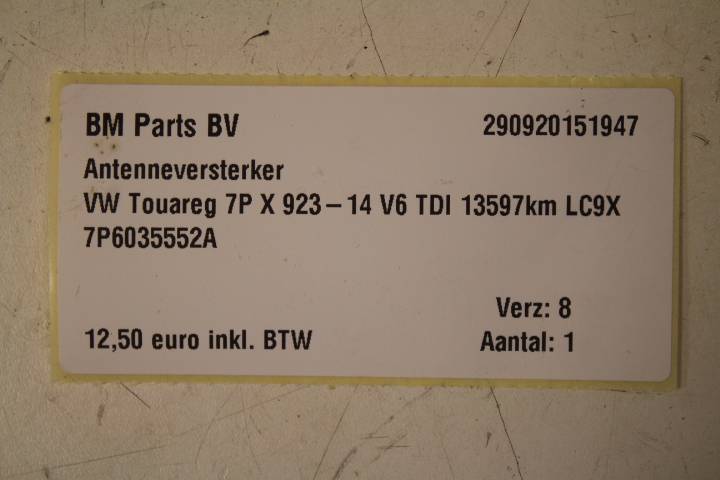 BM Parts BV 290920151947
Antenneversterker
VW Touareg 7P X 923-14 V6 TDI 13597km LC9X
7P6035552A
Verz: 8
12,50 euro inkl. BTW Aantal: 1